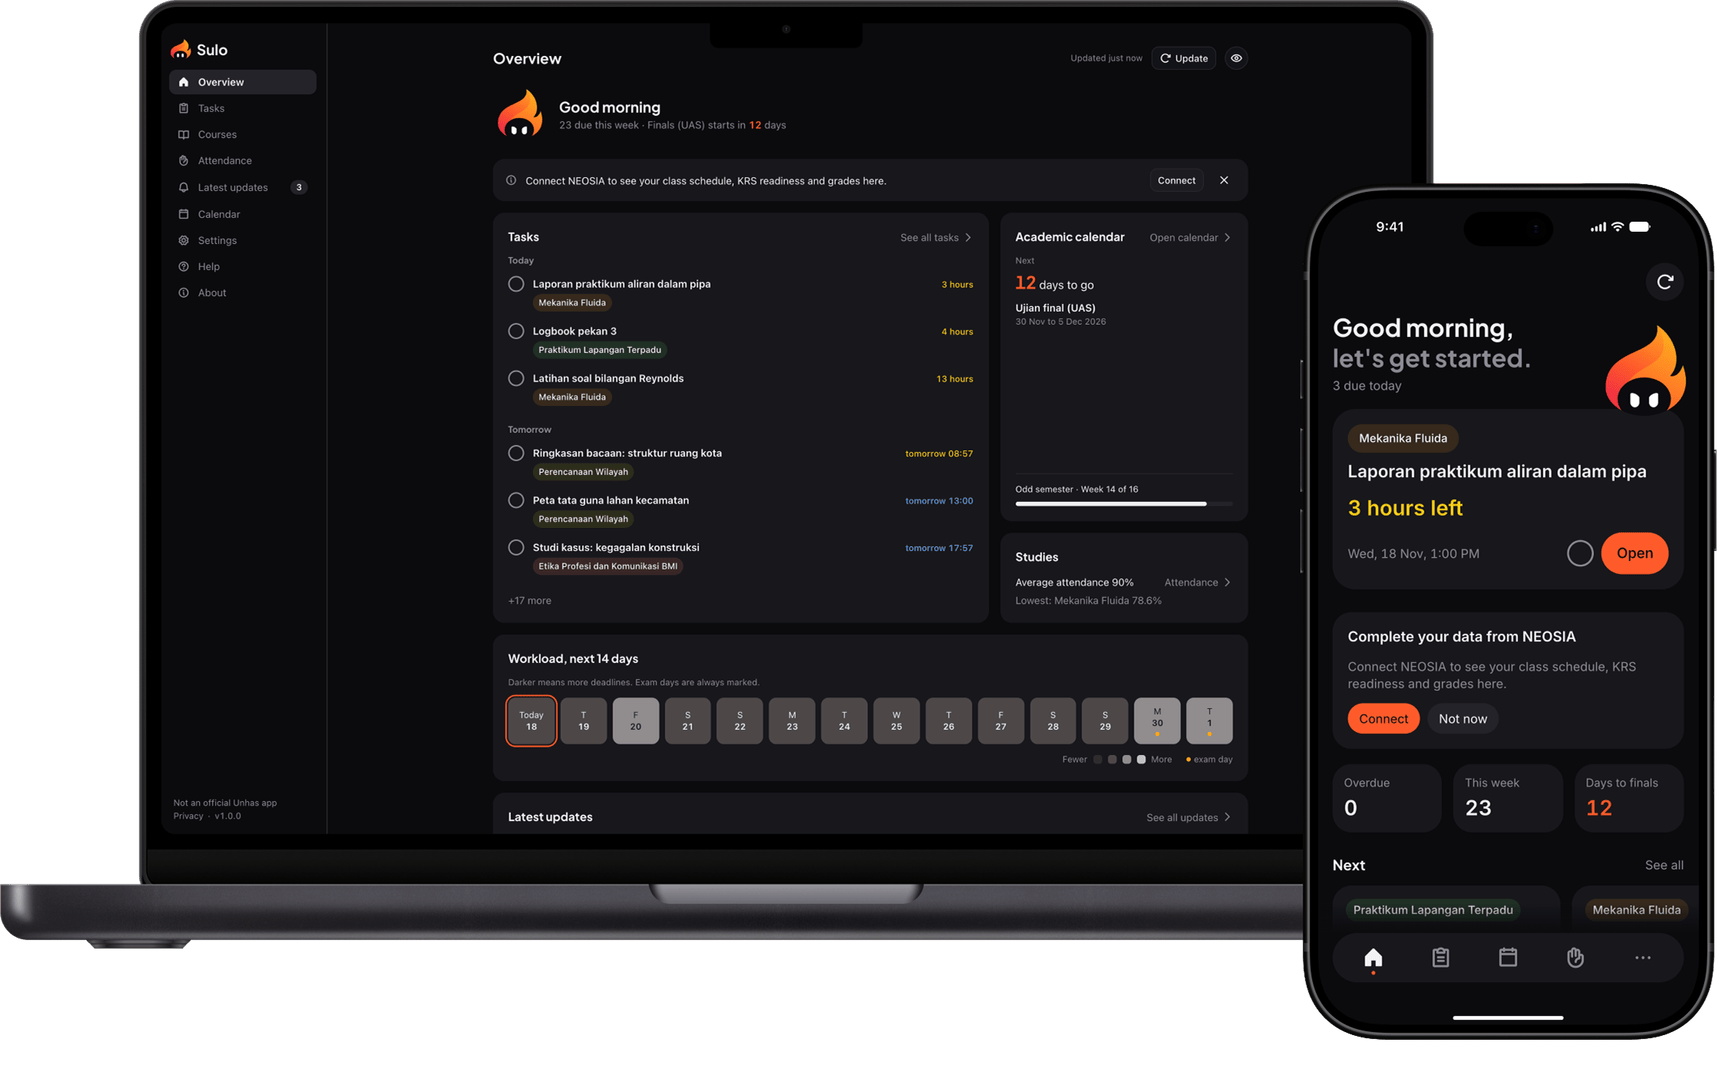 Sulo
Overview
Tasks
Courses
Attendance
Latest updates 3
Calendar
Settings
Help
About
Not an official Unhas app
Privacy · v1.0.0
Overview
Updated just now
Update
Good morning
23 due this week · Finals (UAS) starts in 12 days
Connect NEOSIA to see your class schedule, KRS readiness and grades here.
Connect
Tasks
See all tasks
Today
Laporan praktikum aliran dalam pipa
3 hours
Mekanika Fluida
Logbook pekan 3
4 hours
Praktikum Lapangan Terpadu
Latihan soal bilangan Reynolds
13 hours
Mekanika Fluida
Tomorrow
Ringkasan bacaan: struktur ruang kota
tomorrow 08:57
Perencanaan Wilayah
Peta tata guna lahan kecamatan
tomorrow 13:00
Perencanaan Wilayah
Studi kasus: kegagalan konstruksi
tomorrow 17:57
Etika Profesi dan Komunikasi BMI
+17 more
Academic calendar
Open calendar
Next
12 days to go
Ujian final (UAS)
30 Nov to 5 Dec 2026
Odd semester · Week 14 of 16
Studies
Average attendance 90%
Attendance
Lowest: Mekanika Fluida 78.6%
Workload, next 14 days
Darker means more deadlines. Exam days are always marked.
Today T F S S M T W T F S S M T
18 19 20 21 22 23 24 25 26 27 28 29 30 1
Fewer
More
exam day
Latest updates
See all updates
9:41
Good morning,
let's get started.
3 due today
Mekanika Fluida
Laporan praktikum aliran dalam pipa
3 hours left
Wed, 18 Nov, 1:00 PM
Open
Complete your data from NEOSIA
Connect NEOSIA to see your class schedule, KRS
readiness and grades here.
Connect
Not now
Overdue
0
This week
23
Days to finals
12
Next
See all
Praktikum Lapangan Terpadu
Mekanika Fluida